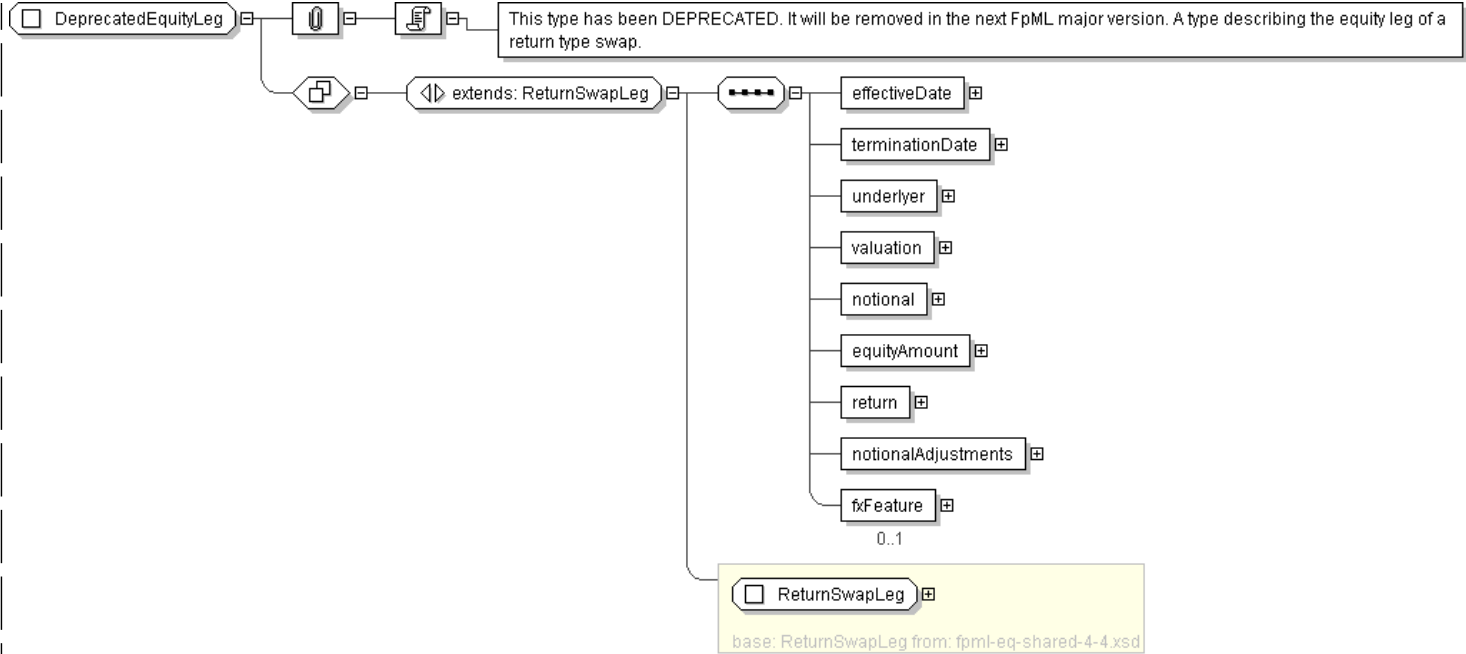 DeprecatedEquityLeg
This type has been DEPRECATED. It will be removed in the next FpML major version. A type describing the equity leg of a
return type swap.
extends: ReturnSwapLeg
effectiveDate
terminationDate
underlyer
valuation
notional
equityAmount
return
notionalAdjustments
fxFeature
0..1
ReturnSwapLeg
base: ReturnSwapLeg from: fpml-eq-shared-4-4.xsd